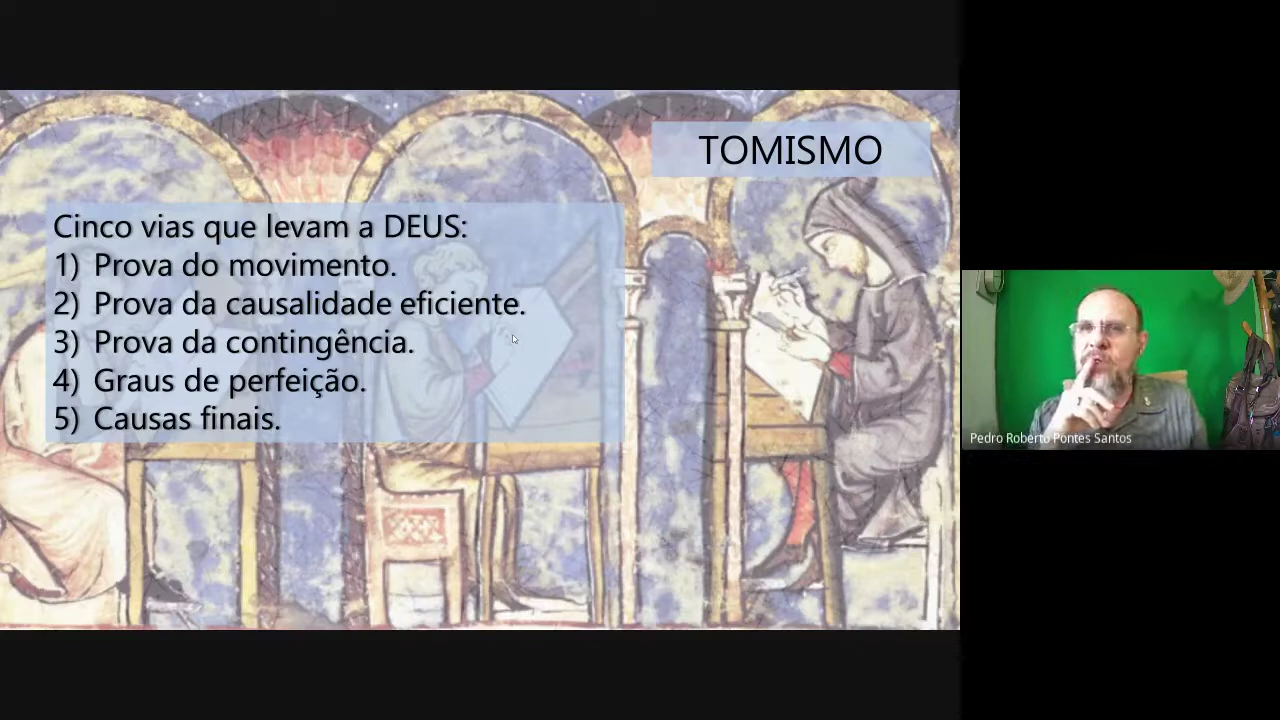 TOMISMO
Cinco vias que levam a DEUS:
1) Prova do movimento.
2) Prova da causalidade eficiente.
3) Prova da contingência.
4) Graus de perfeição.
5) Causas finais.
Pedro Roberto Pontes Santos